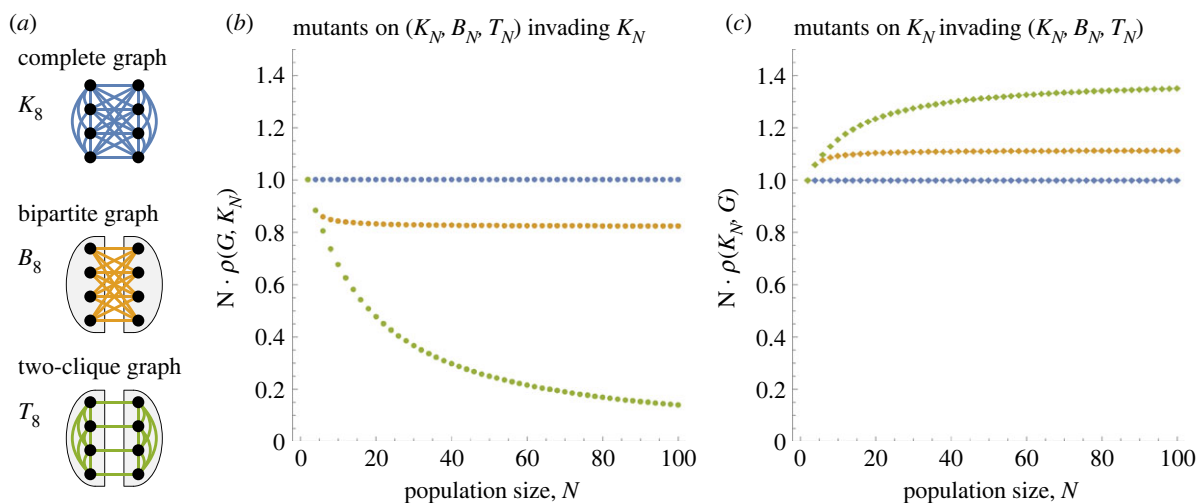 (a)
complete graph
K8
bipartite graph
B8
two-clique graph
T8
(b)
mutants on (KN, BN, TN) invading KN
1.4
1.2
1.0
0.8
0.6
0.4
0.2
0
N · ρ(G, KN)
20
40
60
80
100
population size, N
(c)
mutants on KN invading (KN, BN, TN)
1.4
1.2
1.0
0.8
0.6
0.4
0.2
0
N · ρ(KN, G)
20
40
60
80
100
population size, N